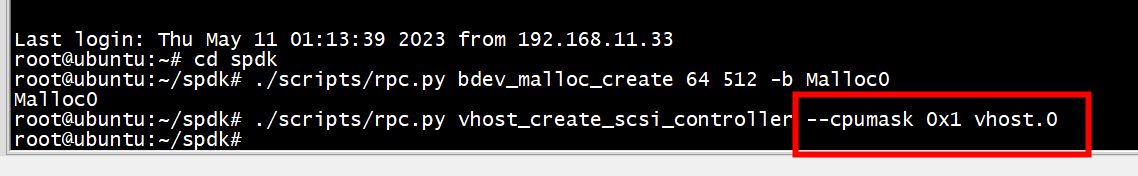 Last login: Thu May 11 01:13:39 2023 from 192.168.11.33
root@ubuntu:~# cd spdk
root@ubuntu:~/spdk# ./scripts/rpc.py bdev_malloc_create 64 512 -b Malloc0
Malloc0
root@ubuntu:~/spdk# ./scripts/rpc.py vhost_create_scsi_controller --cpumask 0x1 vhost.0
root@ubuntu:~/spdk#